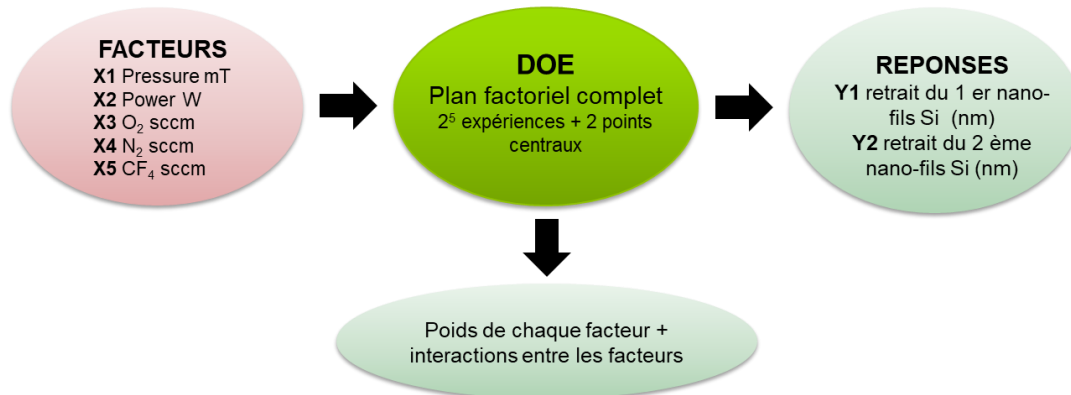 FACTEURS
X1 Pressure mT
X2 Power W
X3 O₂ sccm
X4 N₂ sccm
X5 CF₄ sccm
DOE
Plan factoriel complet
2⁵ expériences + 2 points
centraux
REPONSES
Y1 retrait du 1 er nano-
fils Si (nm)
Y2 retrait du 2 ème
nano-fils Si (nm)
Poids de chaque facteur +
interactions entre les facteurs